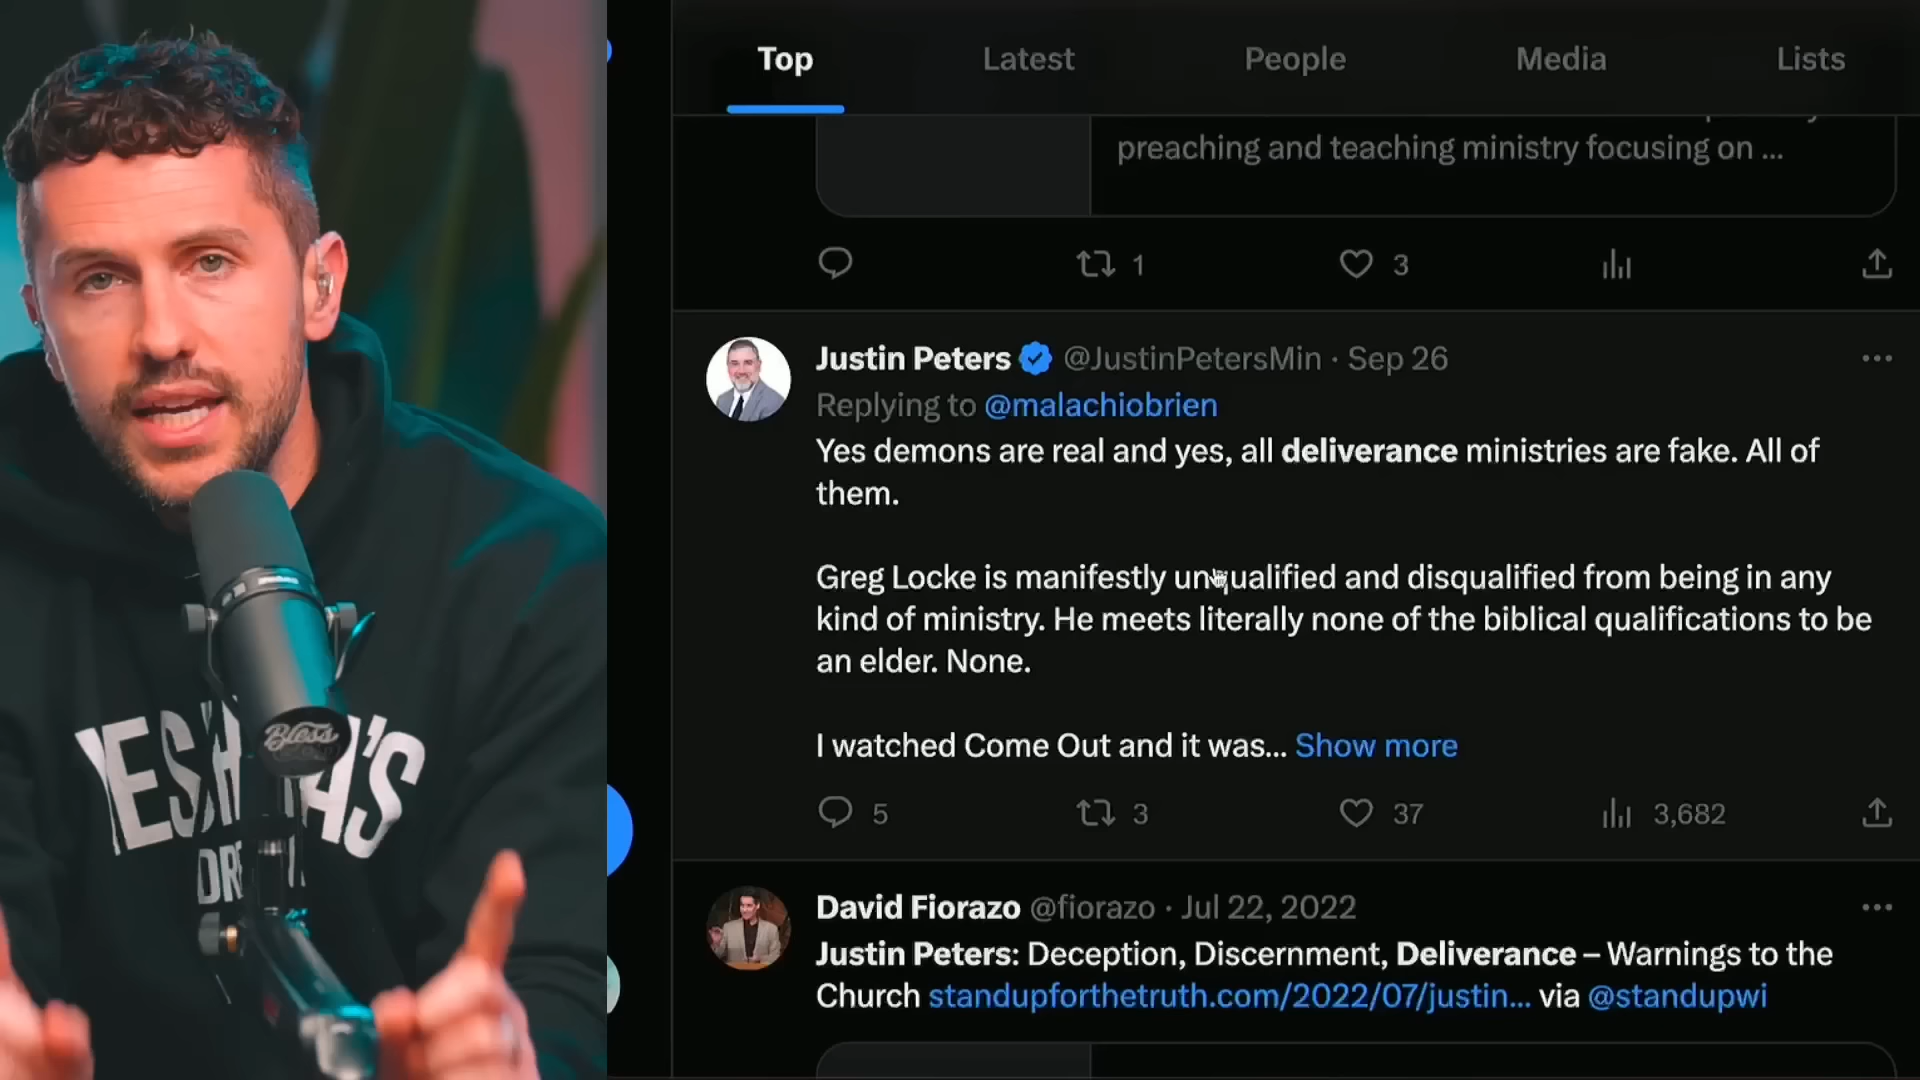 Top Latest People Media Lists
preaching and teaching ministry focusing on ...
1 3
Justin Peters @JustinPetersMin · Sep 26
Replying to @malachiobrien
Yes demons are real and yes, all deliverance ministries are fake. All of
them.
Greg Locke is manifestly unqualified and disqualified from being in any
kind of ministry. He meets literally none of the biblical qualifications to be
an elder. None.
I watched Come Out and it was... Show more
5 3 37 3,682
David Fiorazo @fiorazo · Jul 22, 2022
Justin Peters: Deception, Discernment, Deliverance – Warnings to the
Church standupforthetruth.com/2022/07/justin... via @standupwi
Bless